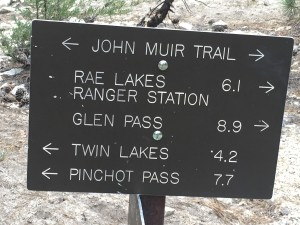 ← JOHN MUIR TRAIL →
RAE LAKES 6.1 →
RANGER STATION
GLEN PASS 8.9 →
← TWIN LAKES 4.2
← PINCHOT PASS 7.7